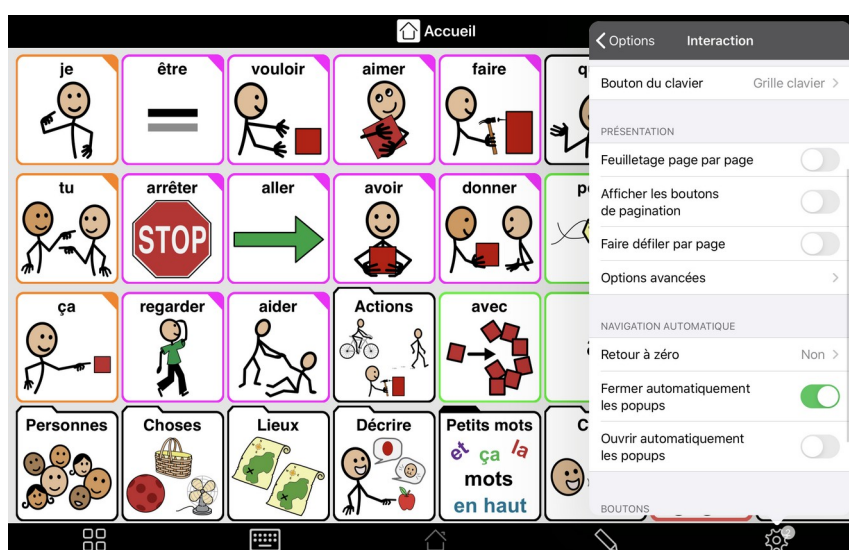 Accueil
Options Interaction
Bouton du clavier Grille clavier
PRÉSENTATION
Feuilletage page par page
Afficher les boutons
de pagination
Faire défiler par page
Options avancées
NAVIGATION AUTOMATIQUE
Retour à zéro Non
Fermer automatiquement
les popups
Ouvrir automatiquement
les popups
BOUTONS
je être vouloir aimer faire
tu arrêter aller avoir donner
STOP
ça regarder aider Actions avec
Personnes Choses Lieux Décrire Petits mots
et ça la
mots
en haut
2